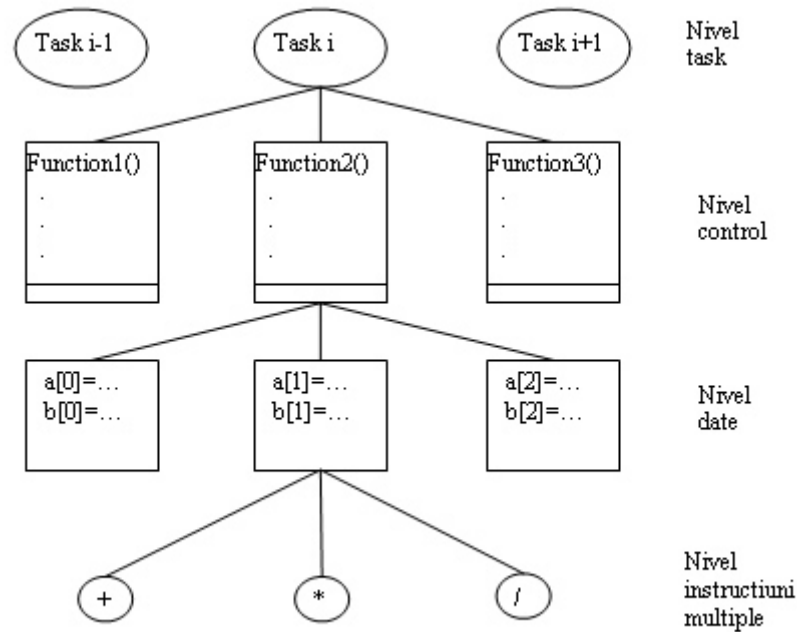 Task i-1
Task i
Task i+1
Nivel
task
Function1()
.
.
.
Function2()
.
.
.
Function3()
.
.
.
Nivel
control
a[0]=...
b[0]=...
a[1]=...
b[1]=...
a[2]=...
b[2]=...
Nivel
date
+
*
/
Nivel
instructiuni
multiple